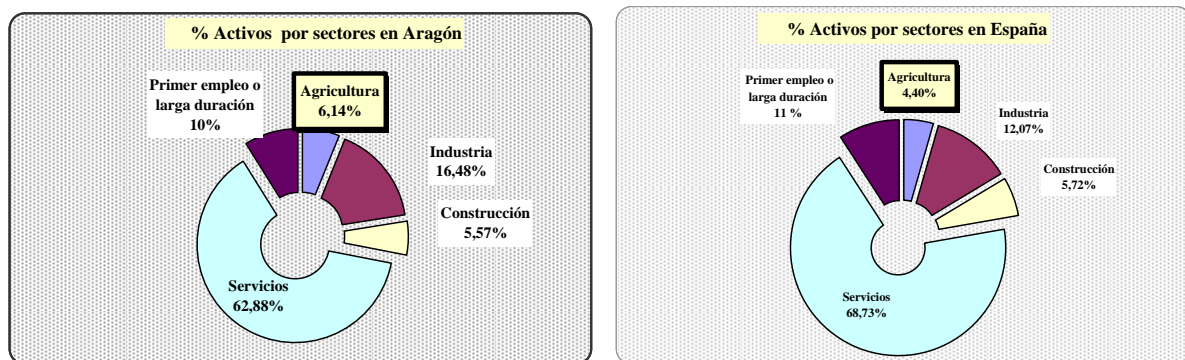 % Activos por sectores en Aragón
Primer empleo o
larga duración
10%
Agricultura
6,14%
Industria
16,48%
Construcción
5,57%
Servicios
62,88%
% Activos por sectores en España
Primer empleo o
larga duración
11 %
Agricultura
4,40%
Industria
12,07%
Construcción
5,72%
Servicios
68,73%